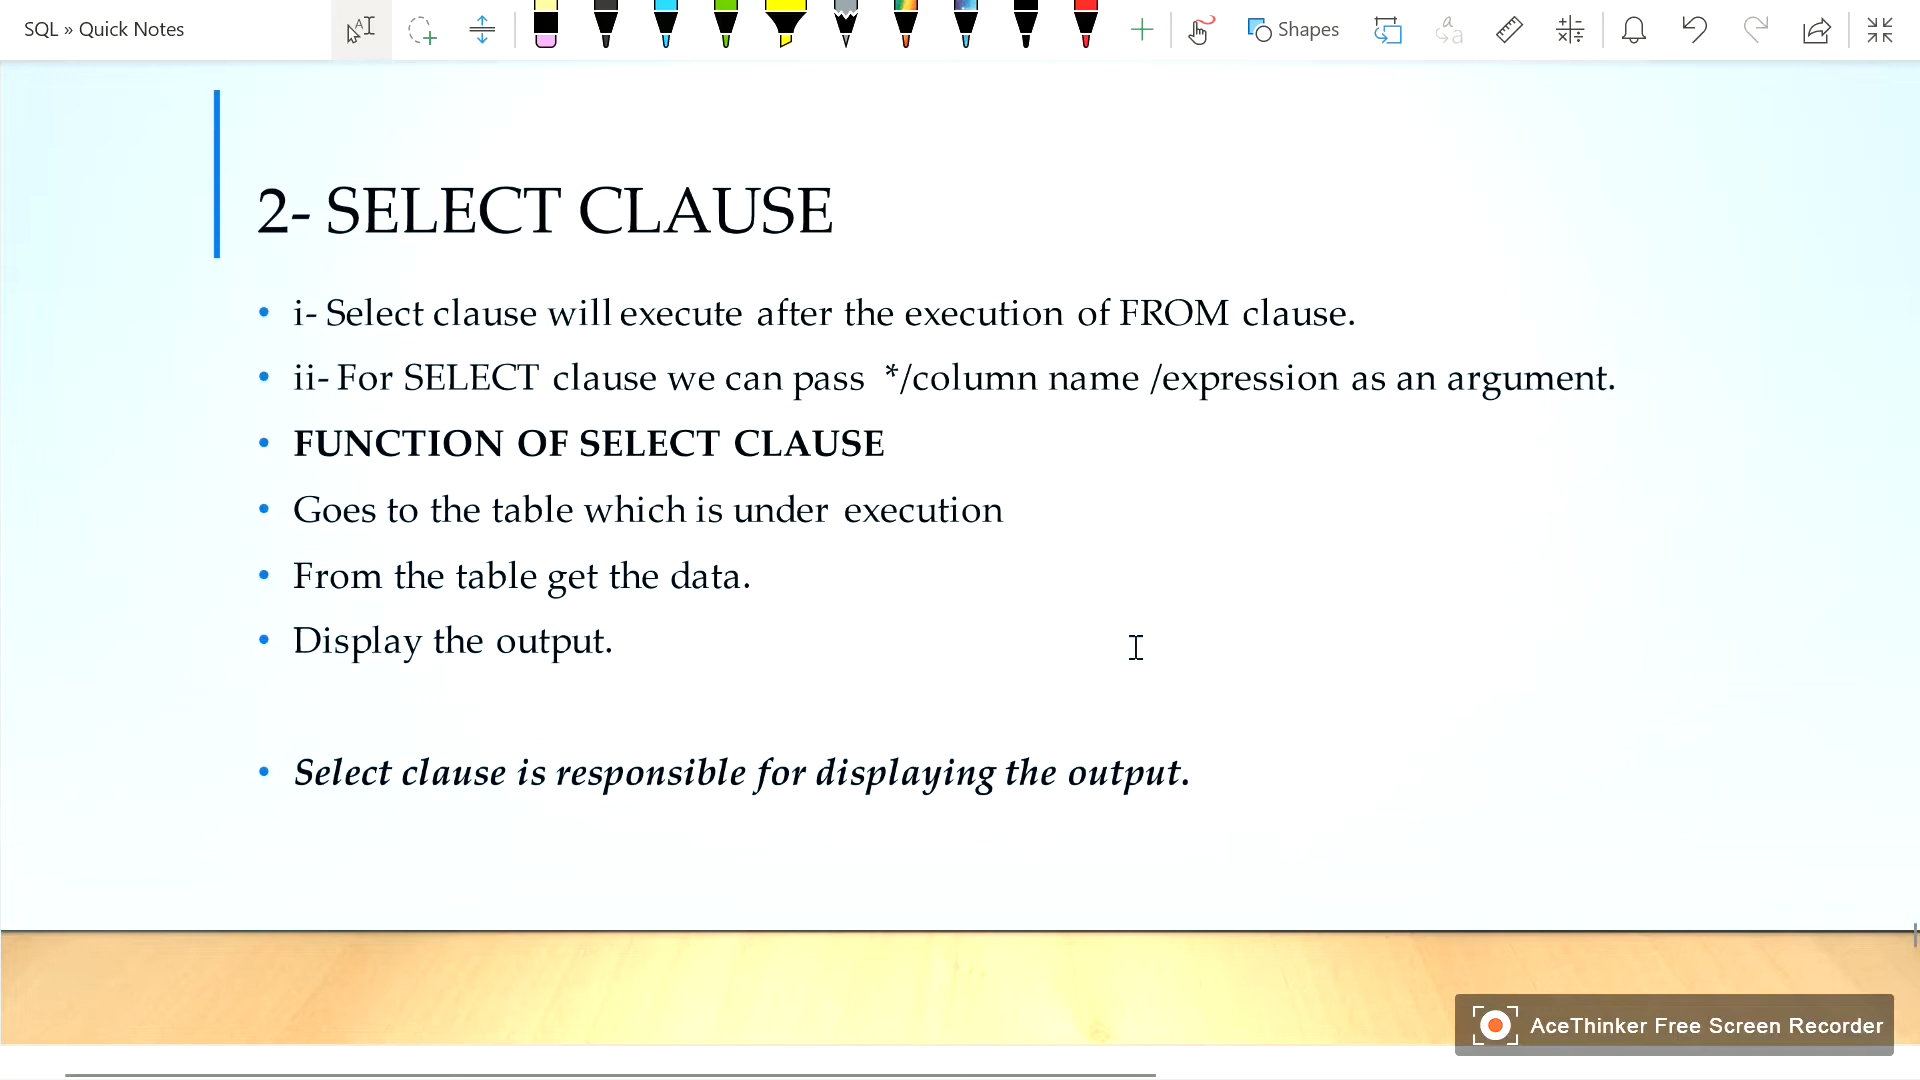 SQL » Quick Notes
Shapes
2- SELECT CLAUSE
• i- Select clause will execute after the execution of FROM clause.
• ii- For SELECT clause we can pass */column name /expression as an argument.
• FUNCTION OF SELECT CLAUSE
• Goes to the table which is under execution
• From the table get the data.
• Display the output.
• Select clause is responsible for displaying the output.
AceThinker Free Screen Recorder